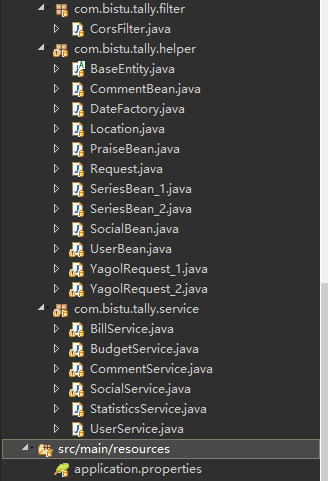 com.bistu.tally.filter
CorsFilter.java
com.bistu.tally.helper
BaseEntity.java
CommentBean.java
DateFactory.java
Location.java
PraiseBean.java
Request.java
SeriesBean_1.java
SeriesBean_2.java
SocialBean.java
UserBean.java
YagolRequest_1.java
YagolRequest_2.java
com.bistu.tally.service
BillService.java
BudgetService.java
CommentService.java
SocialService.java
StatisticsService.java
UserService.java
src/main/resources
application.properties